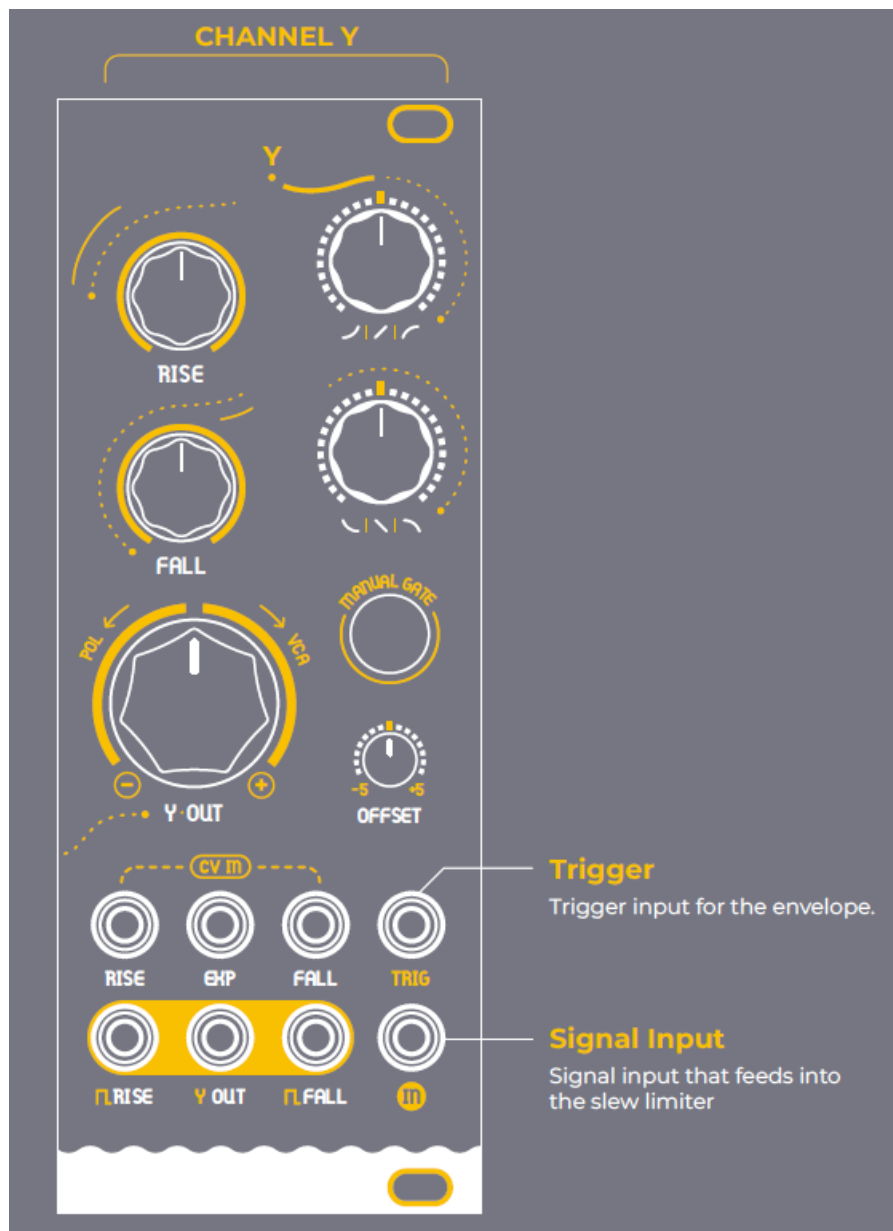 CHANNEL Y
Y
RISE
FALL
MANUAL GATE
POL
VCA
-5 +5
Y·OUT
OFFSET
CV IN
Trigger
Trigger input for the envelope.
RISE EXP FALL TRIG
Signal Input
Signal input that feeds into
the slew limiter
RISE Y OUT FALL IN